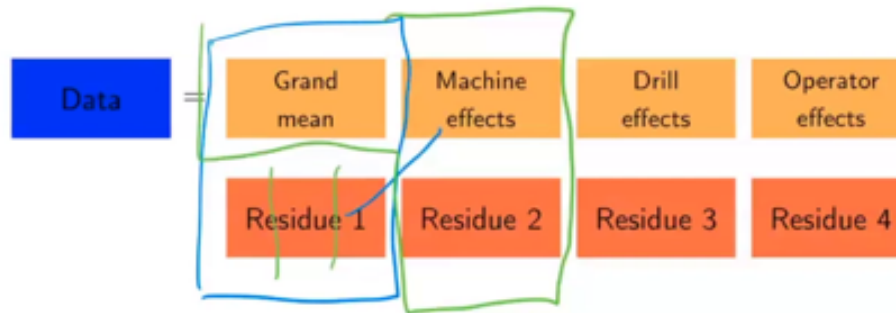 Data
=
Grand
mean
Machine
effects
Drill
effects
Operator
effects
Residue 1
Residue 2
Residue 3
Residue 4